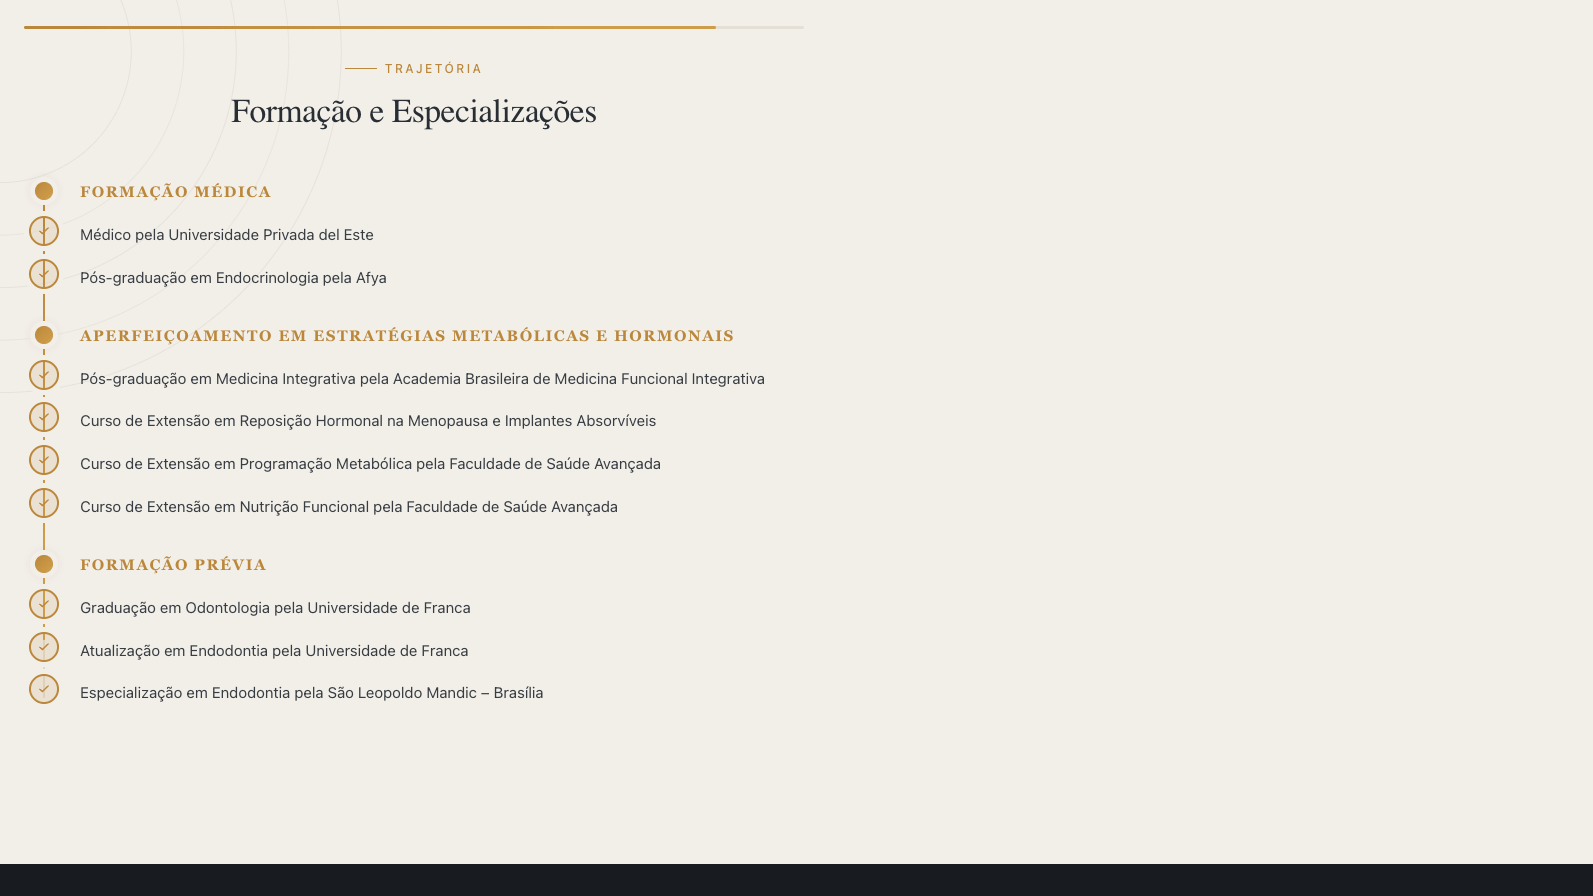 TRAJETÓRIA
Formação e Especializações
FORMAÇÃO MÉDICA
Médico pela Universidade Privada del Este
Pós-graduação em Endocrinologia pela Afya
APERFEIÇOAMENTO EM ESTRATÉGIAS METABÓLICAS E HORMONAIS
Pós-graduação em Medicina Integrativa pela Academia Brasileira de Medicina Funcional Integrativa
Curso de Extensão em Reposição Hormonal na Menopausa e Implantes Absorvíveis
Curso de Extensão em Programação Metabólica pela Faculdade de Saúde Avançada
Curso de Extensão em Nutrição Funcional pela Faculdade de Saúde Avançada
FORMAÇÃO PRÉVIA
Graduação em Odontologia pela Universidade de Franca
Atualização em Endodontia pela Universidade de Franca
Especialização em Endodontia pela São Leopoldo Mandic – Brasília